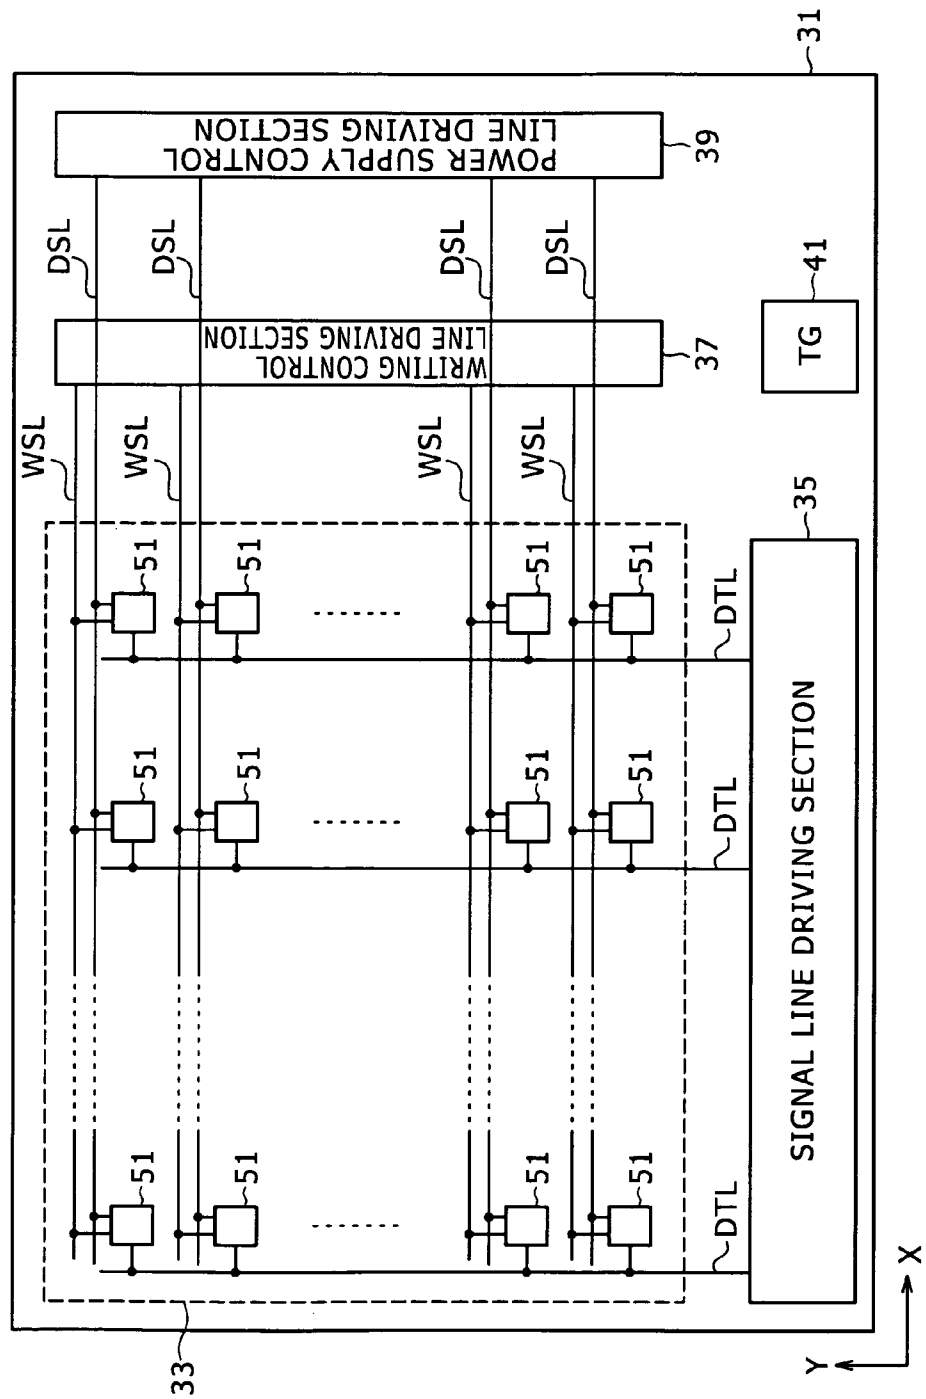 WSL
DSL
51
51
51
WSL
DSL
33
51
51
51
WRITING CONTROL
LINE DRIVING SECTION
POWER SUPPLY CONTROL
LINE DRIVING SECTION
WSL
DSL
51
51
51
WSL
DSL
51
51
51
37
39
DTL
DTL
DTL
SIGNAL LINE DRIVING SECTION
35
TG
41
31
Y
X